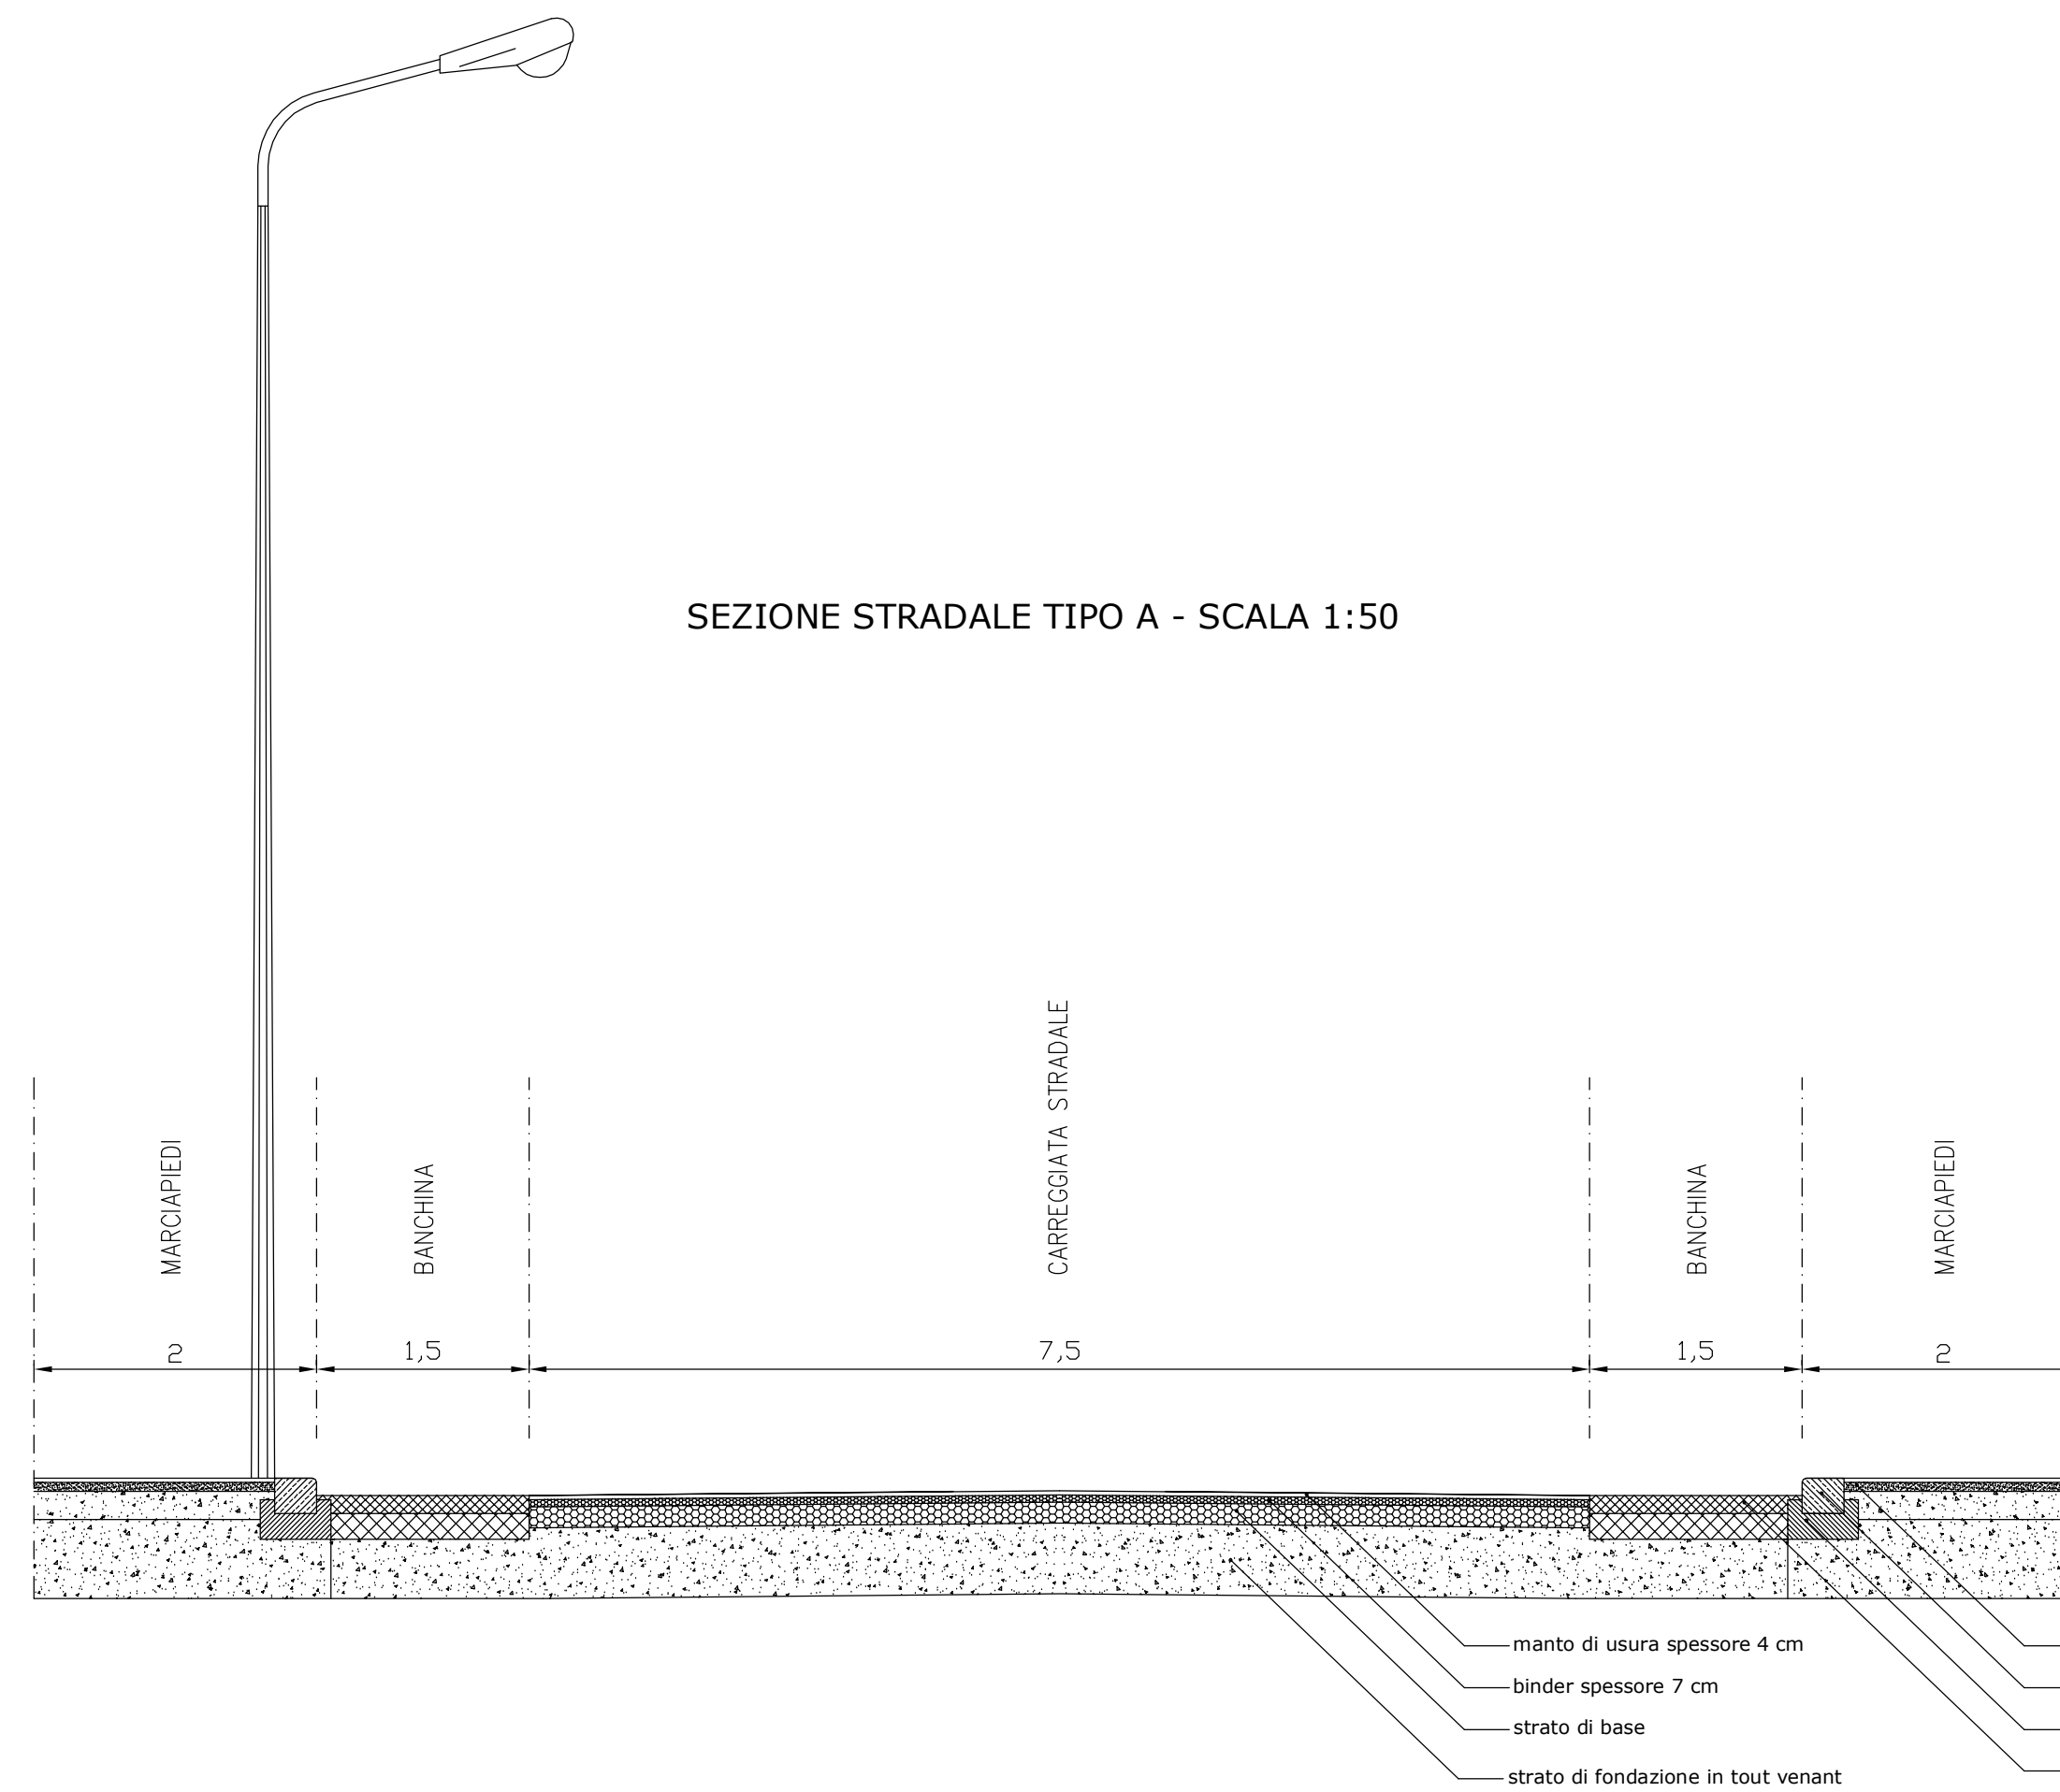 SEZIONE STRADALE TIPO A - SCALA 1:50
MARCIAPIEDI
BANCHINA
CARREGGIATA STRADALE
BANCHINA
MARCIAPIEDI
2
1,5
7,5
1,5
2
manto di usura spessore 4 cm
binder spessore 7 cm
strato di base
strato di fondazione in tout venant